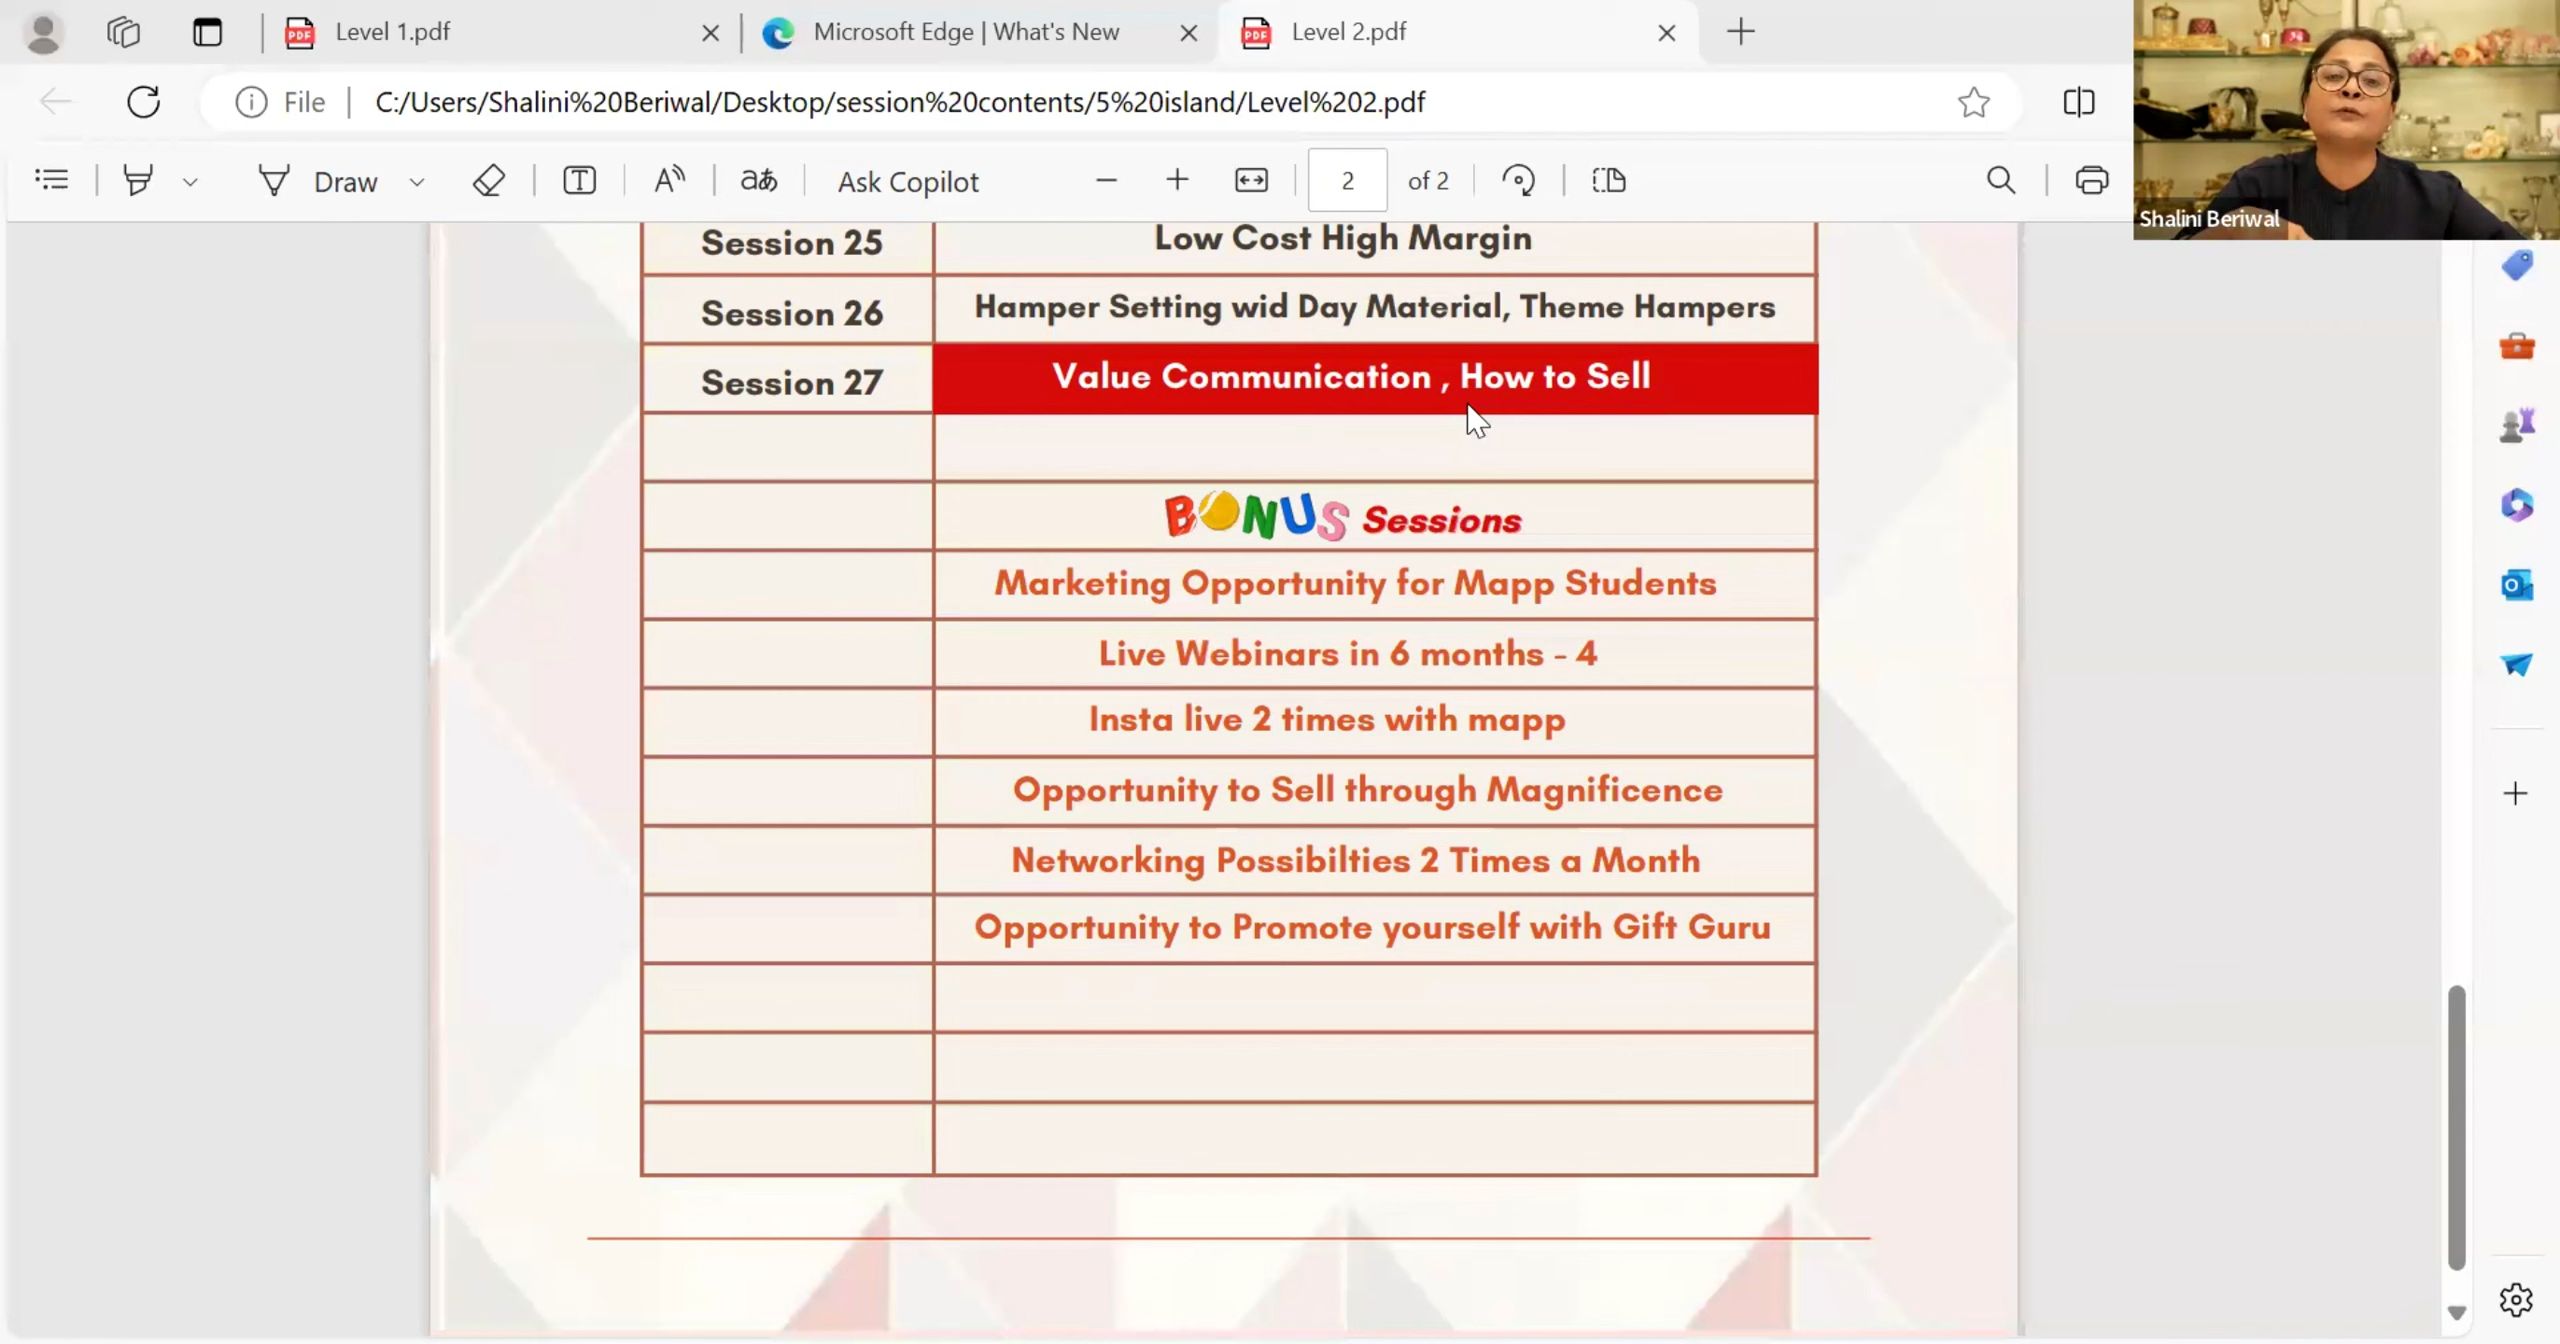 Level 1.pdf
Microsoft Edge | What's New
Level 2.pdf
File
C:/Users/Shalini%20Beriwal/Desktop/session%20contents/5%20island/Level%202.pdf
Draw
Ask Copilot
2
of 2
Shalini Beriwal
Session 25
Low Cost High Margin
Session 26
Hamper Setting wid Day Material, Theme Hampers
Session 27
Value Communication , How to Sell
BONUS Sessions
Marketing Opportunity for Mapp Students
Live Webinars in 6 months - 4
Insta live 2 times with mapp
Opportunity to Sell through Magnificence
Networking Possibilties 2 Times a Month
Opportunity to Promote yourself with Gift Guru